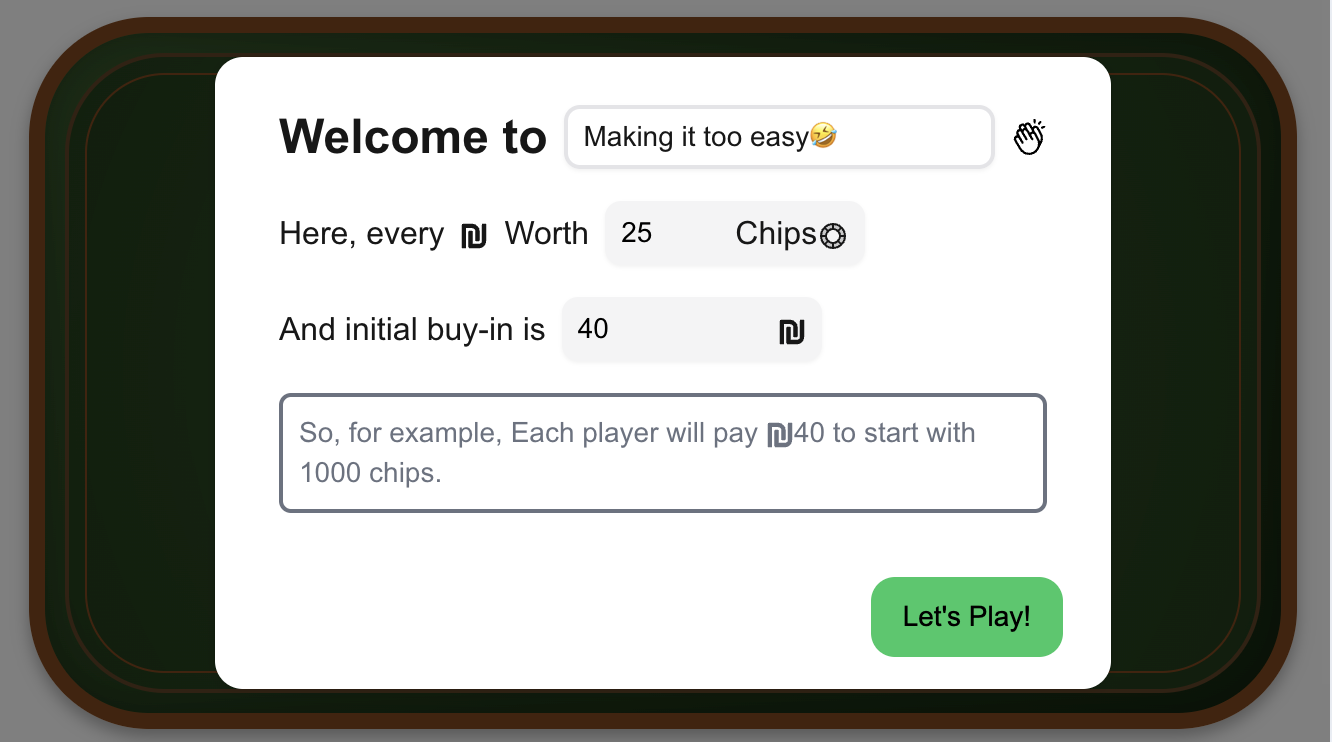 Welcome to Making it too easy🤣
Here, every ₪ Worth 25 Chips
And initial buy-in is 40 ₪
So, for example, Each player will pay ₪40 to start with
1000 chips.
Let's Play!